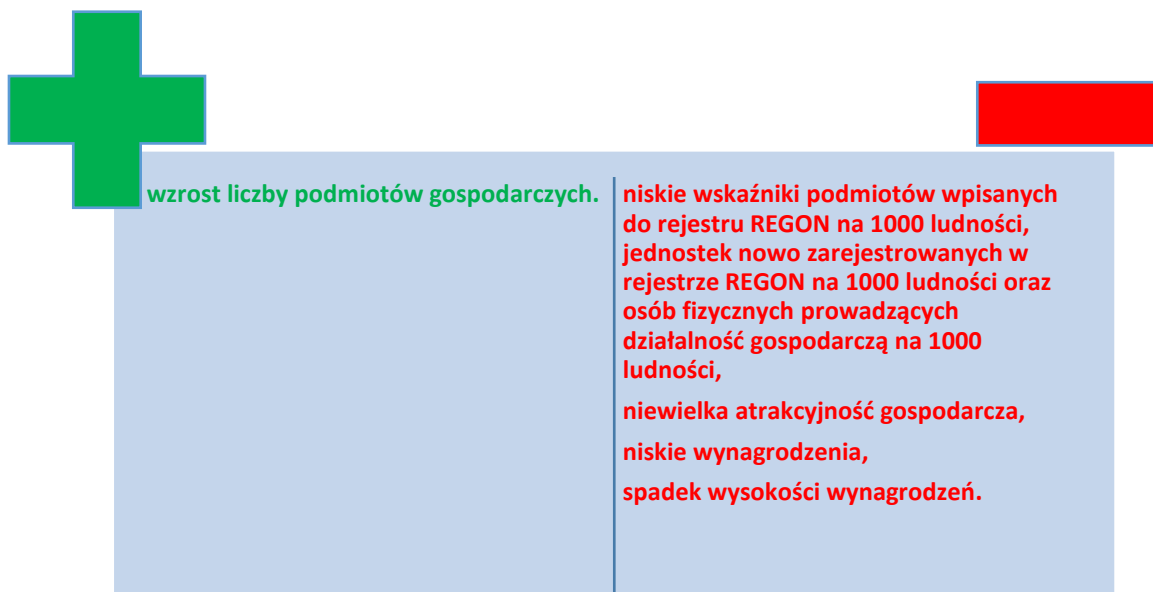 wzrost liczby podmiotów gospodarczych.
niskie wskaźniki podmiotów wpisanych
do rejestru REGON na 1000 ludności,
jednostek nowo zarejestrowanych w
rejestrze REGON na 1000 ludności oraz
osób fizycznych prowadzących
działalność gospodarczą na 1000
ludności,
niewielka atrakcyjność gospodarcza,
niskie wynagrodzenia,
spadek wysokości wynagrodzeń.